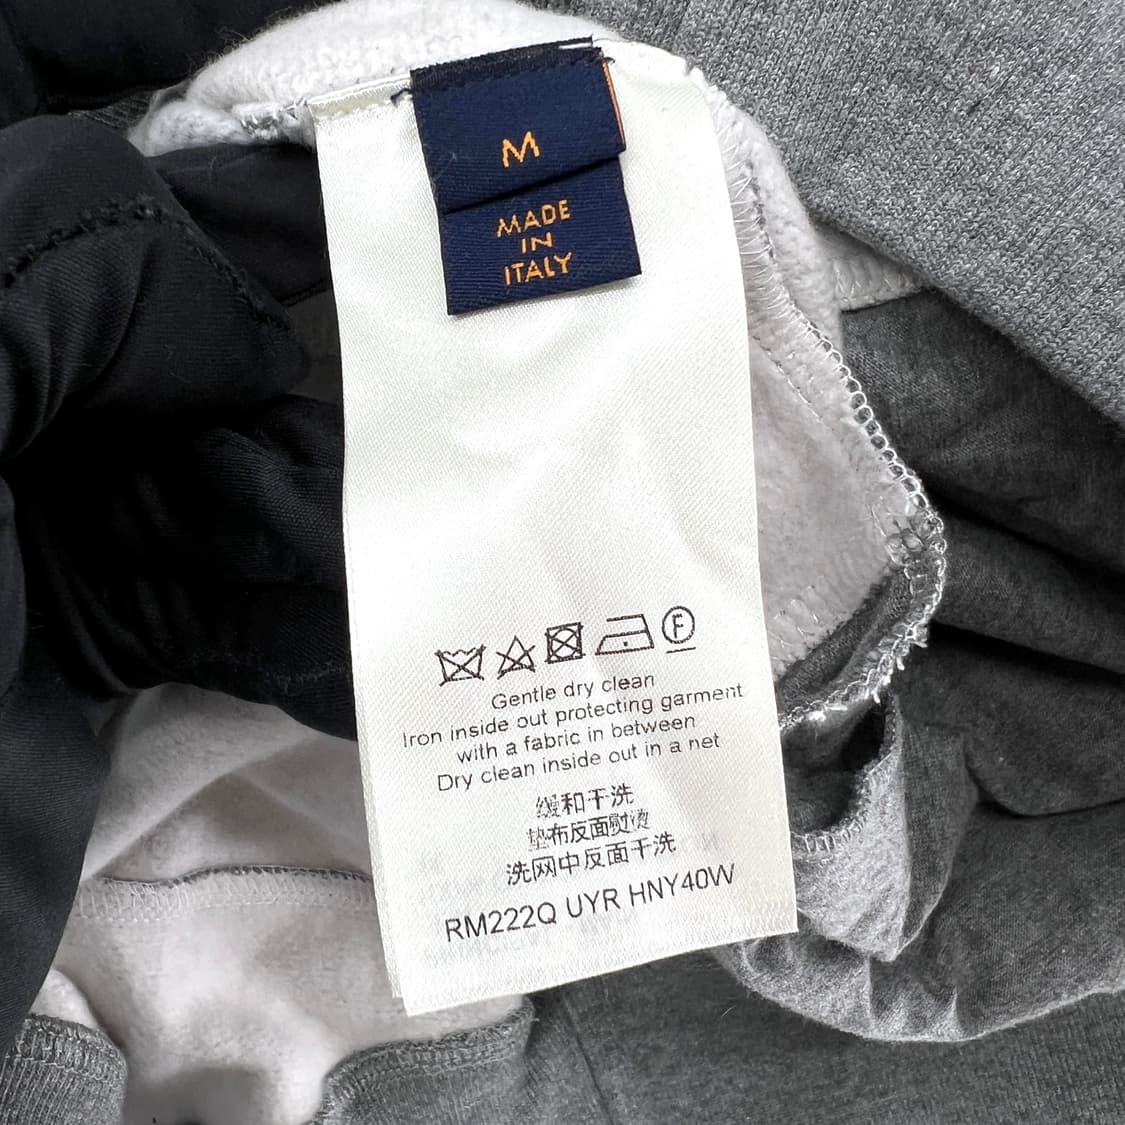 M
MADE
IN
ITALY
F
Gentle dry clean
Iron inside out protecting garment
with a fabric in between
Dry clean inside out in a net
缓和干洗
垫布反面熨烫
洗网中反面干洗
RM222Q UYR HNY40W